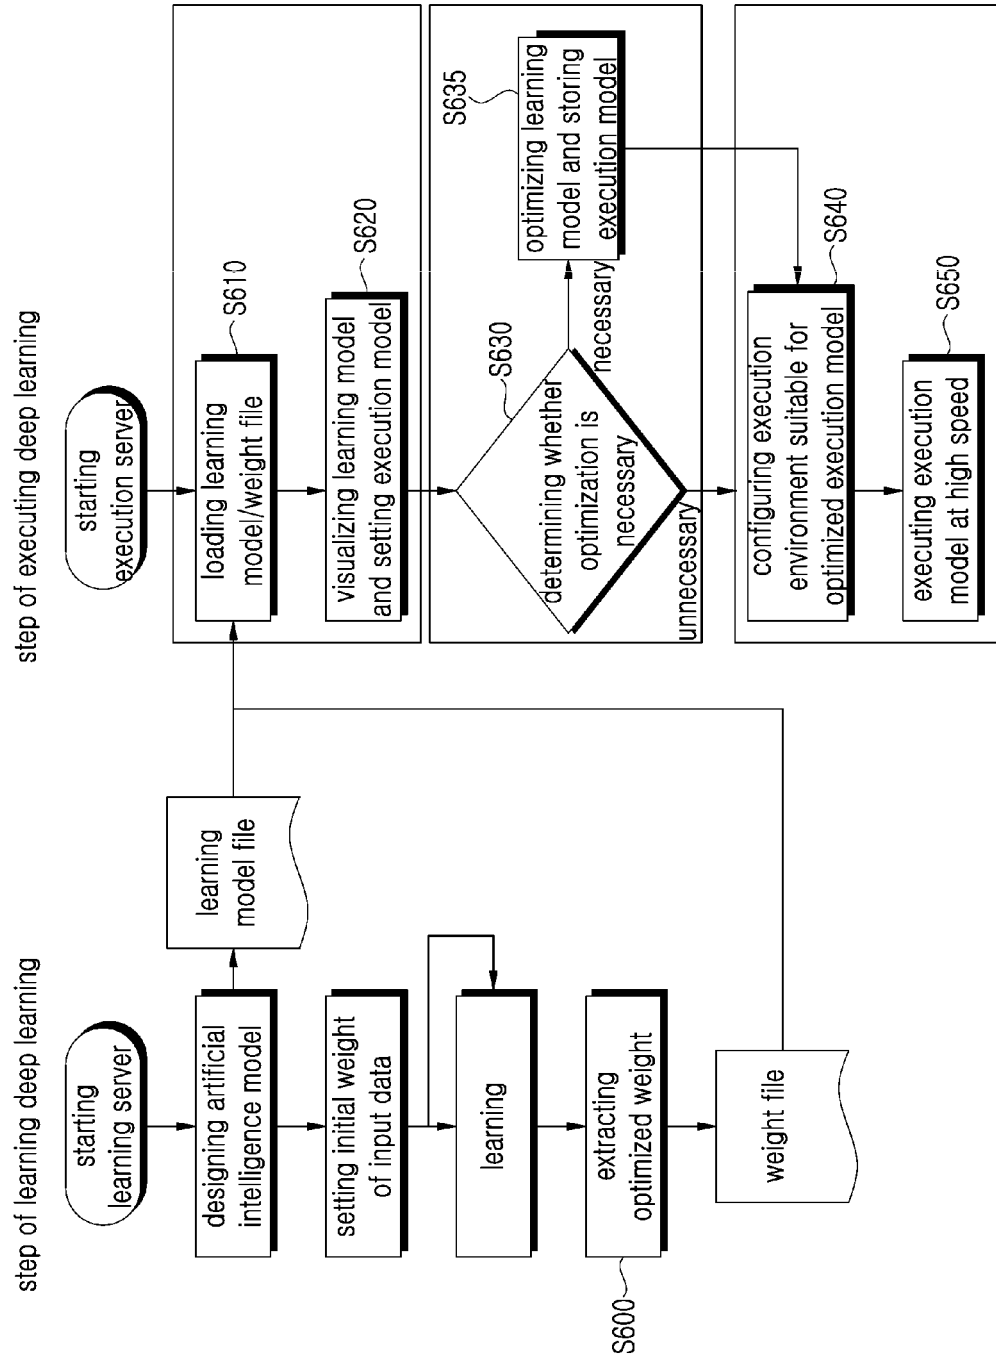 step of learning deep learning
starting
learning server
designing artificial
intelligence model
learning
model file
setting initial weight
of input data
learning
extracting
optimized weight
S600
weight file
step of executing deep learning
starting
execution server
loading learning
model/weight file
S610
visualizing learning model
and setting execution model
S620
determining whether
optimization is
necessary
S630
necessary
unnecessary
optimizing learning
model and storing
execution model
S635
configuring execution
environment suitable for
optimized execution model
S640
executing execution
model at high speed
S650